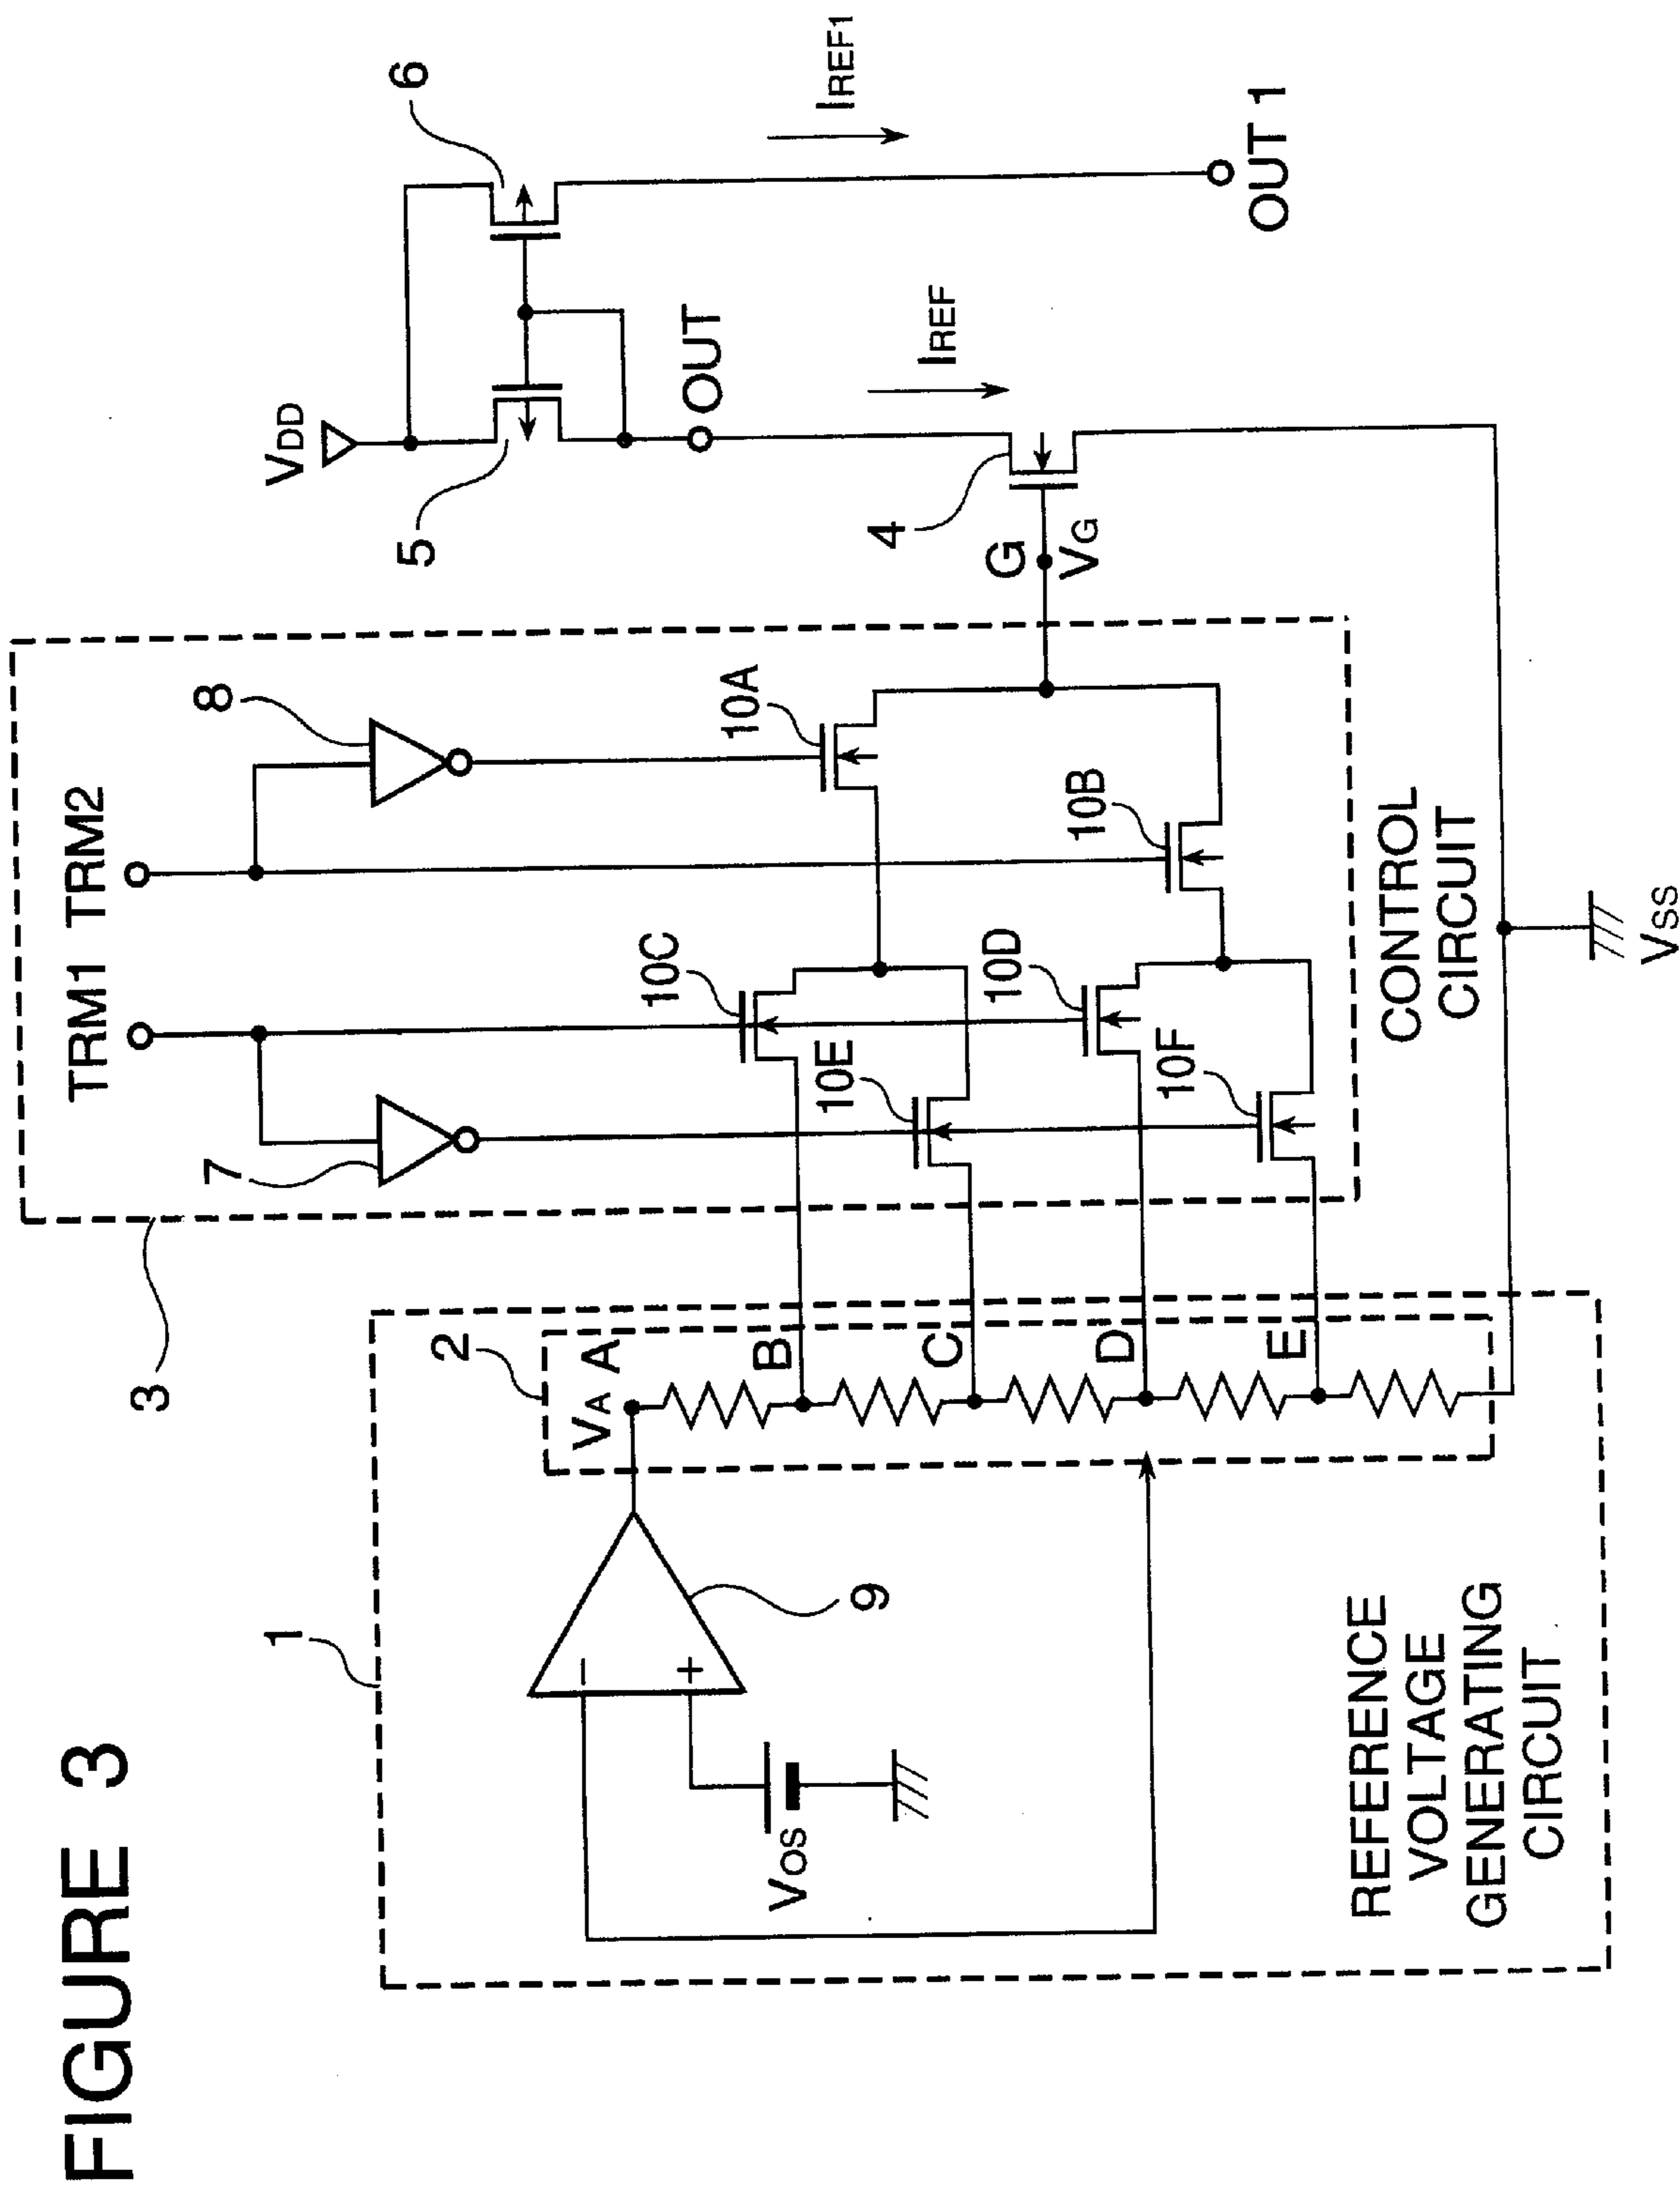 FIGURE 3
1
REFERENCE
VOLTAGE
GENERATING
CIRCUIT
9
−
+
VOS
2
VA A
B
C
D
E
3
TRM1 TRM2
7
8
10A
10B
10C
10D
10E
10F
CONTROL
CIRCUIT
VSS
G
VG
4
5
6
VDD
OUT
IREF
IREF1
OUT 1